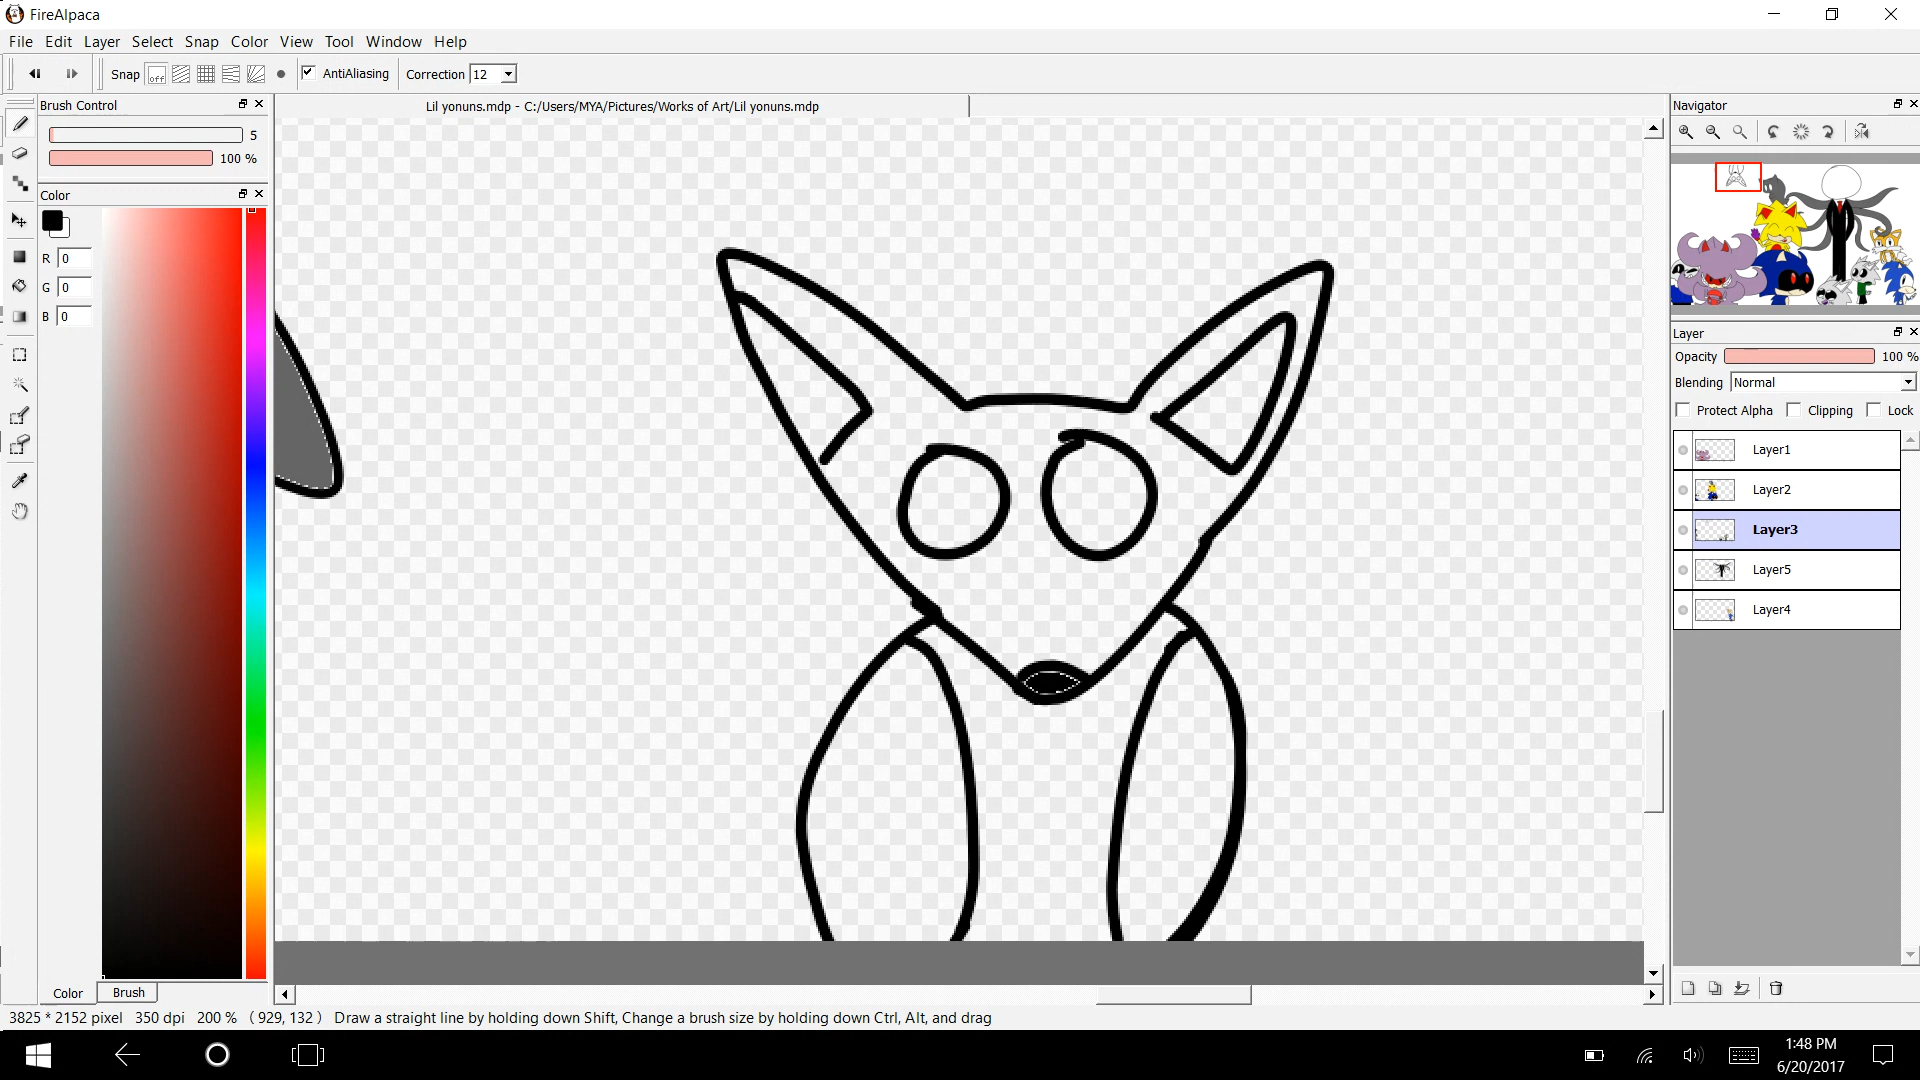 FireAlpaca
File Edit Layer Select Snap Color View Tool Window Help
Snap off AntiAliasing Correction 12
Brush Control
Lil yonuns.mdp - C:/Users/MYA/Pictures/Works of Art/Lil yonuns.mdp
Navigator
5
100 %
Color
R 0
G 0
B 0
Layer
Opacity 100 %
Blending Normal
Protect Alpha Clipping Lock
Layer1
Layer2
Layer3
Layer5
Layer4
Color Brush
3825 * 2152 pixel 350 dpi 200 % ( 929, 132 ) Draw a straight line by holding down Shift, Change a brush size by holding down Ctrl, Alt, and drag
1:48 PM
6/20/2017